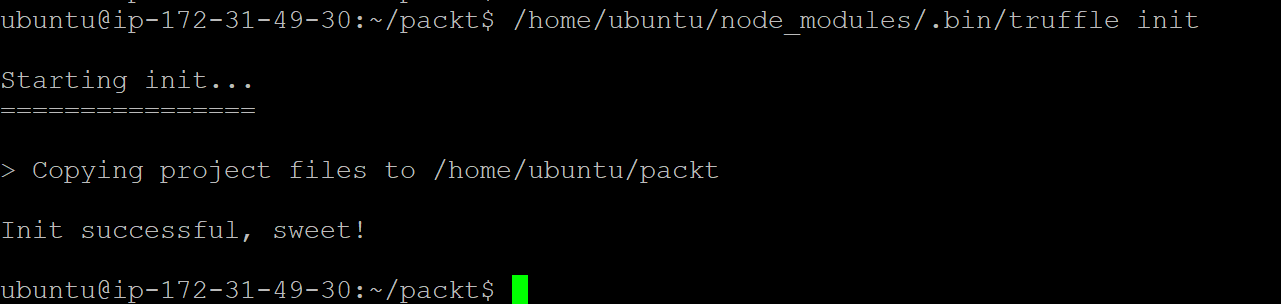 ubuntu@ip-172-31-49-30:~/packt$ /home/ubuntu/node_modules/.bin/truffle init
Starting init...
================
> Copying project files to /home/ubuntu/packt
Init successful, sweet!
ubuntu@ip-172-31-49-30:~/packt$